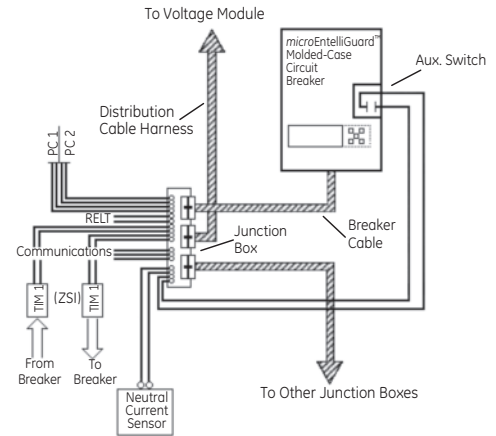 To Voltage Module
microEntelliGuard™
Molded-Case
Circuit
Breaker
Aux. Switch
Distribution
Cable Harness
PC 1
PC 2
RELT
Communications
Junction
Box
Breaker
Cable
TIM 1
(ZSI)
TIM 1
From
Breaker
To
Breaker
Neutral
Current
Sensor
To Other Junction Boxes